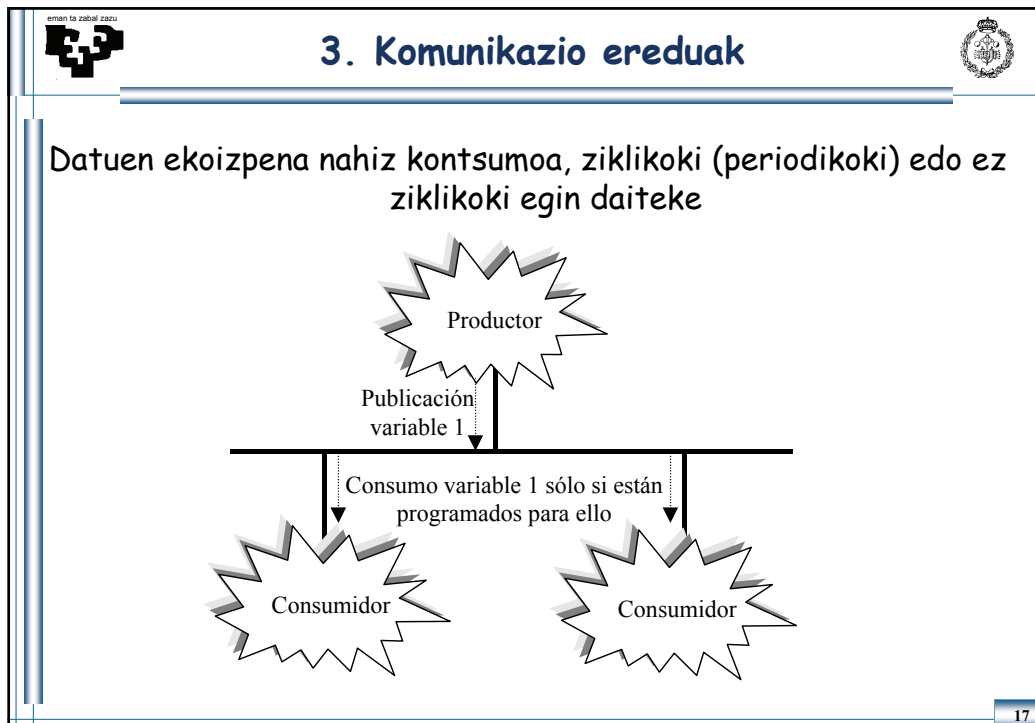 eman ta zabal zazu
3. Komunikazio ereduak
Datuen ekoizpena nahiz kontsumoa, ziklikoki (periodikoki) edo ez
ziklikoki egin daiteke
Productor
Publicación
variable 1
Consumo variable 1 sólo si están
programados para ello
Consumidor
Consumidor
17